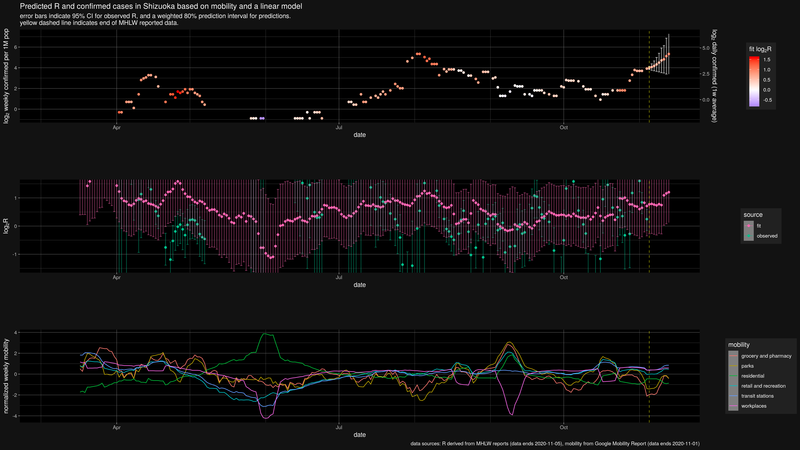 Predicted R and confirmed cases in Shizuoka based on mobility and a linear model
error bars indicate 95% CI for observed R, and a weighted 80% prediction interval for predictions.
yellow dashed line indicates end of MHLW reported data.
log₂ weekly confirmed per 1M pop
6
4
2
0
log₂ daily confirmed (1w average)
5.0
2.5
0.0
Apr
Jul
Oct
date
fit log₂R
1.5
1.0
0.5
0.0
-0.5
log₂R
1
0
-1
Apr
Jul
Oct
date
source
fit
observed
normalized weekly mobility
4
2
0
-2
-4
Apr
Jul
Oct
date
mobility
grocery and pharmacy
parks
residential
retail and recreation
transit stations
workplaces
data sources: R derived from MHLW reports (data ends 2020-11-05), mobility from Google Mobility Report (data ends 2020-11-01)